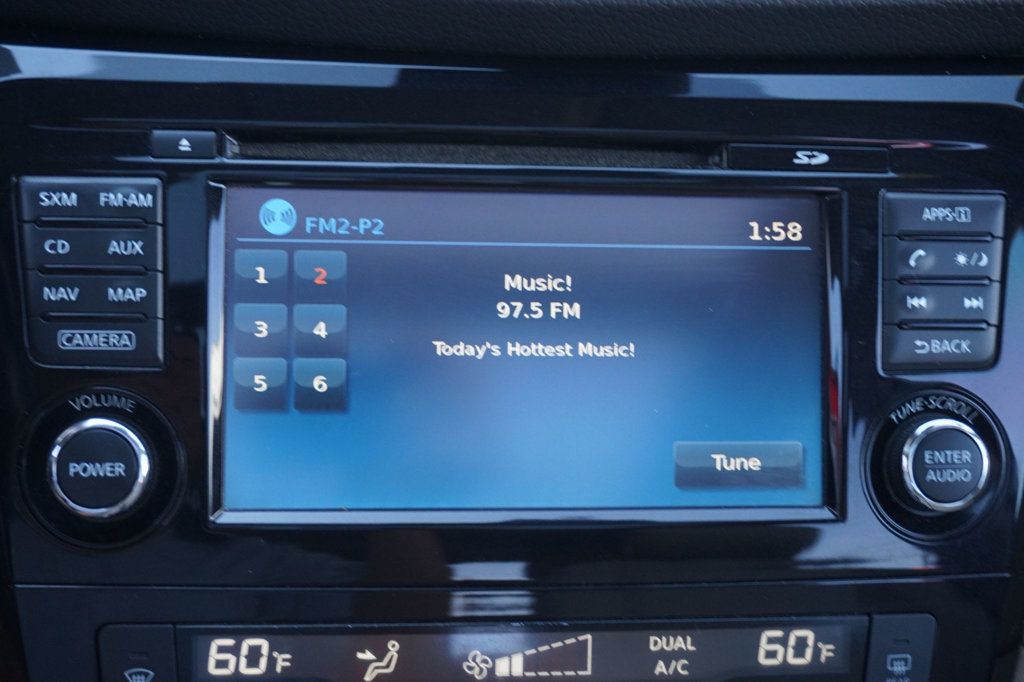 SD
SXM FM-AM
CD AUX
NAV MAP
CAMERA
VOLUME
POWER
FM2-P2
1:58
1 2
3 4
5 6
Music!
97.5 FM
Today's Hottest Music!
Tune
APPS-i
BACK
TUNE-SCROLL
ENTER
AUDIO
60°F
DUAL
A/C
60°F